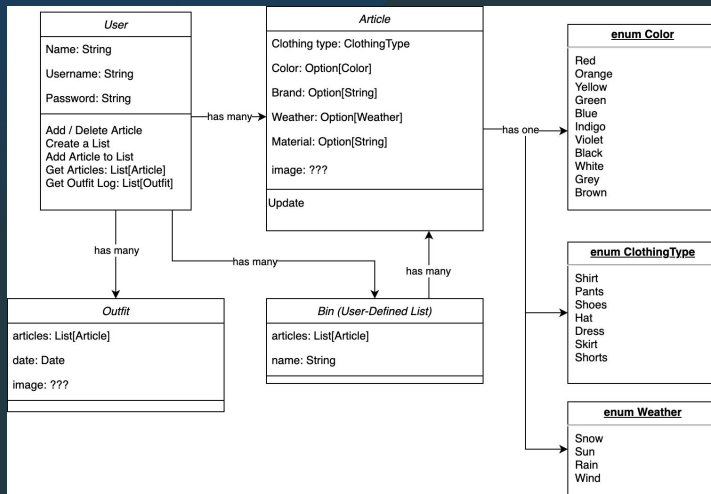 User
Name: String
Username: String
Password: String
Add / Delete Article
Create a List
Add Article to List
Get Articles: List[Article]
Get Outfit Log: List[Outfit]
has many
Article
Clothing type: ClothingType
Color: Option[Color]
Brand: Option[String]
Weather: Option[Weather]
Material: Option[String]
image: ???
Update
has one
enum Color
Red
Orange
Yellow
Green
Blue
Indigo
Violet
Black
White
Grey
Brown
has many
has many
has many
enum ClothingType
Shirt
Pants
Shoes
Hat
Dress
Skirt
Shorts
Outfit
articles: List[Article]
date: Date
image: ???
Bin (User-Defined List)
articles: List[Article]
name: String
enum Weather
Snow
Sun
Rain
Wind